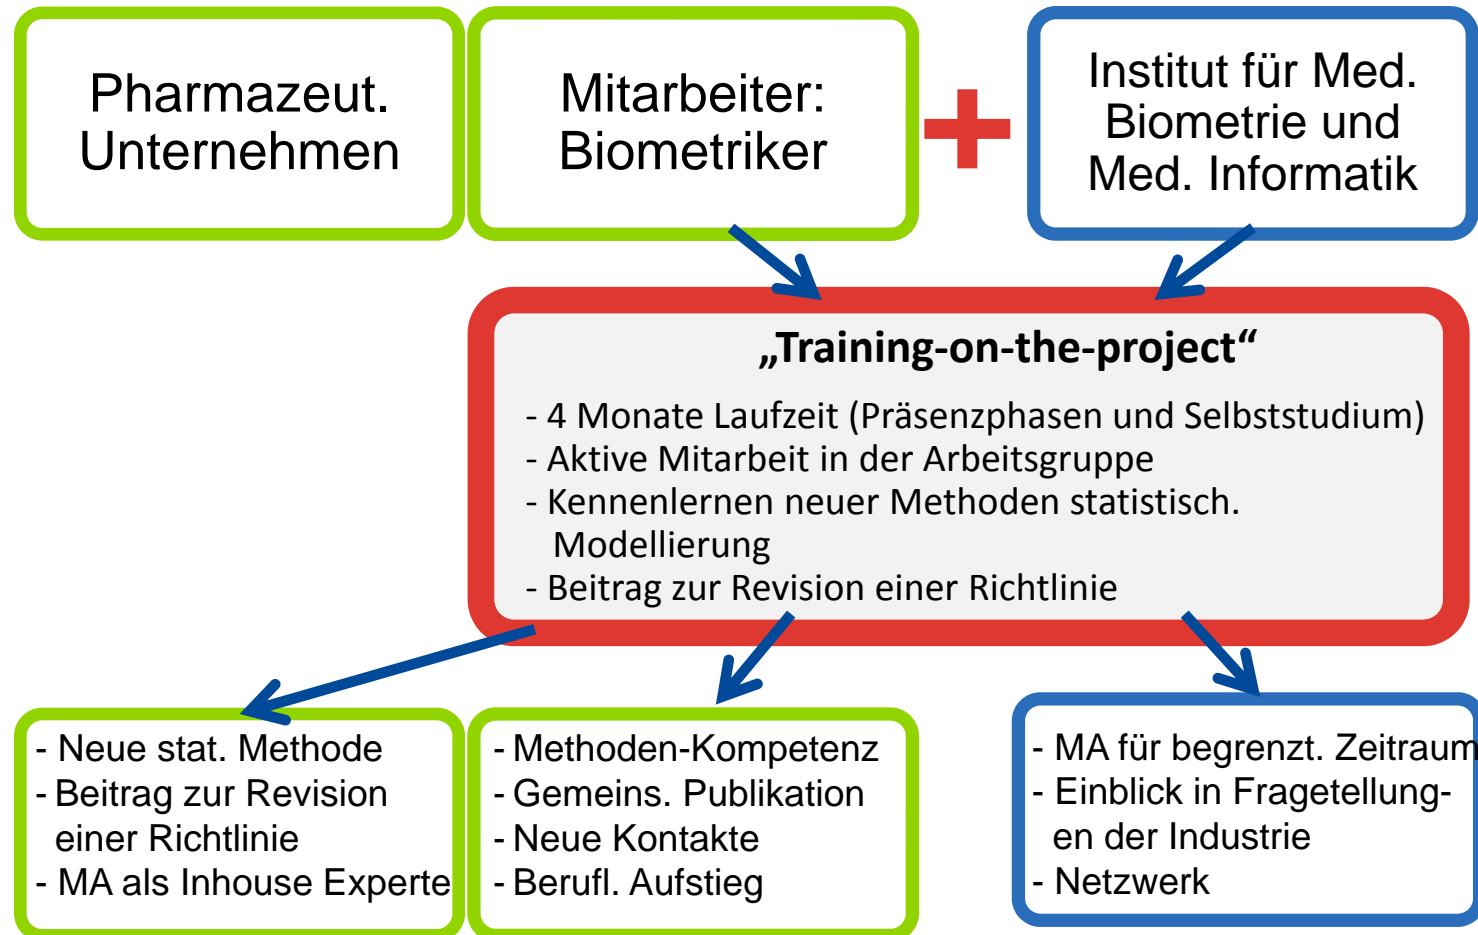 Pharmazeut.
Unternehmen
Mitarbeiter:
Biometriker
Institut für Med.
Biometrie und
Med. Informatik
„Training-on-the-project“
- 4 Monate Laufzeit (Präsenzphasen und Selbststudium)
- Aktive Mitarbeit in der Arbeitsgruppe
- Kennenlernen neuer Methoden statistisch.
Modellierung
- Beitrag zur Revision einer Richtlinie
- Neue stat. Methode
- Beitrag zur Revision
einer Richtlinie
- MA als Inhouse Experte
- Methoden-Kompetenz
- Gemeins. Publikation
- Neue Kontakte
- Berufl. Aufstieg
- MA für begrenzt. Zeitraum
- Einblick in Fragetellung-
en der Industrie
- Netzwerk